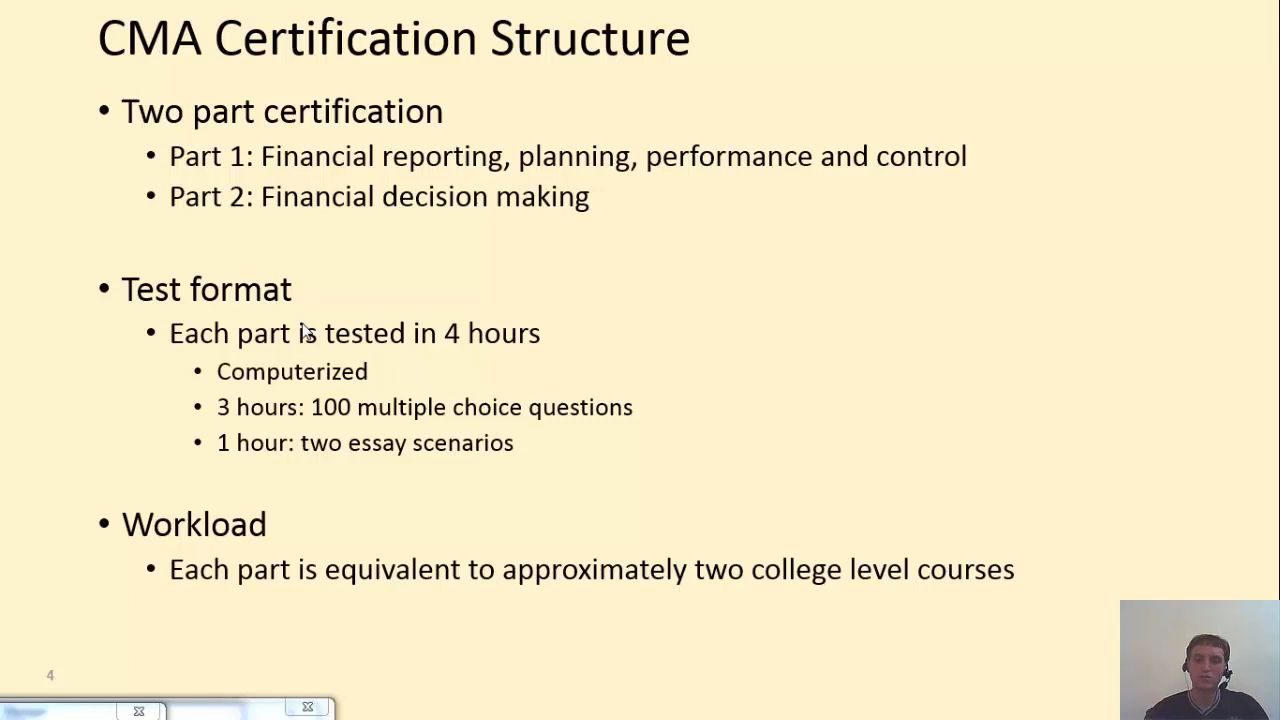 CMA Certification Structure
• Two part certification
• Part 1: Financial reporting, planning, performance and control
• Part 2: Financial decision making
• Test format
• Each part is tested in 4 hours
• Computerized
• 3 hours: 100 multiple choice questions
• 1 hour: two essay scenarios
• Workload
• Each part is equivalent to approximately two college level courses
4